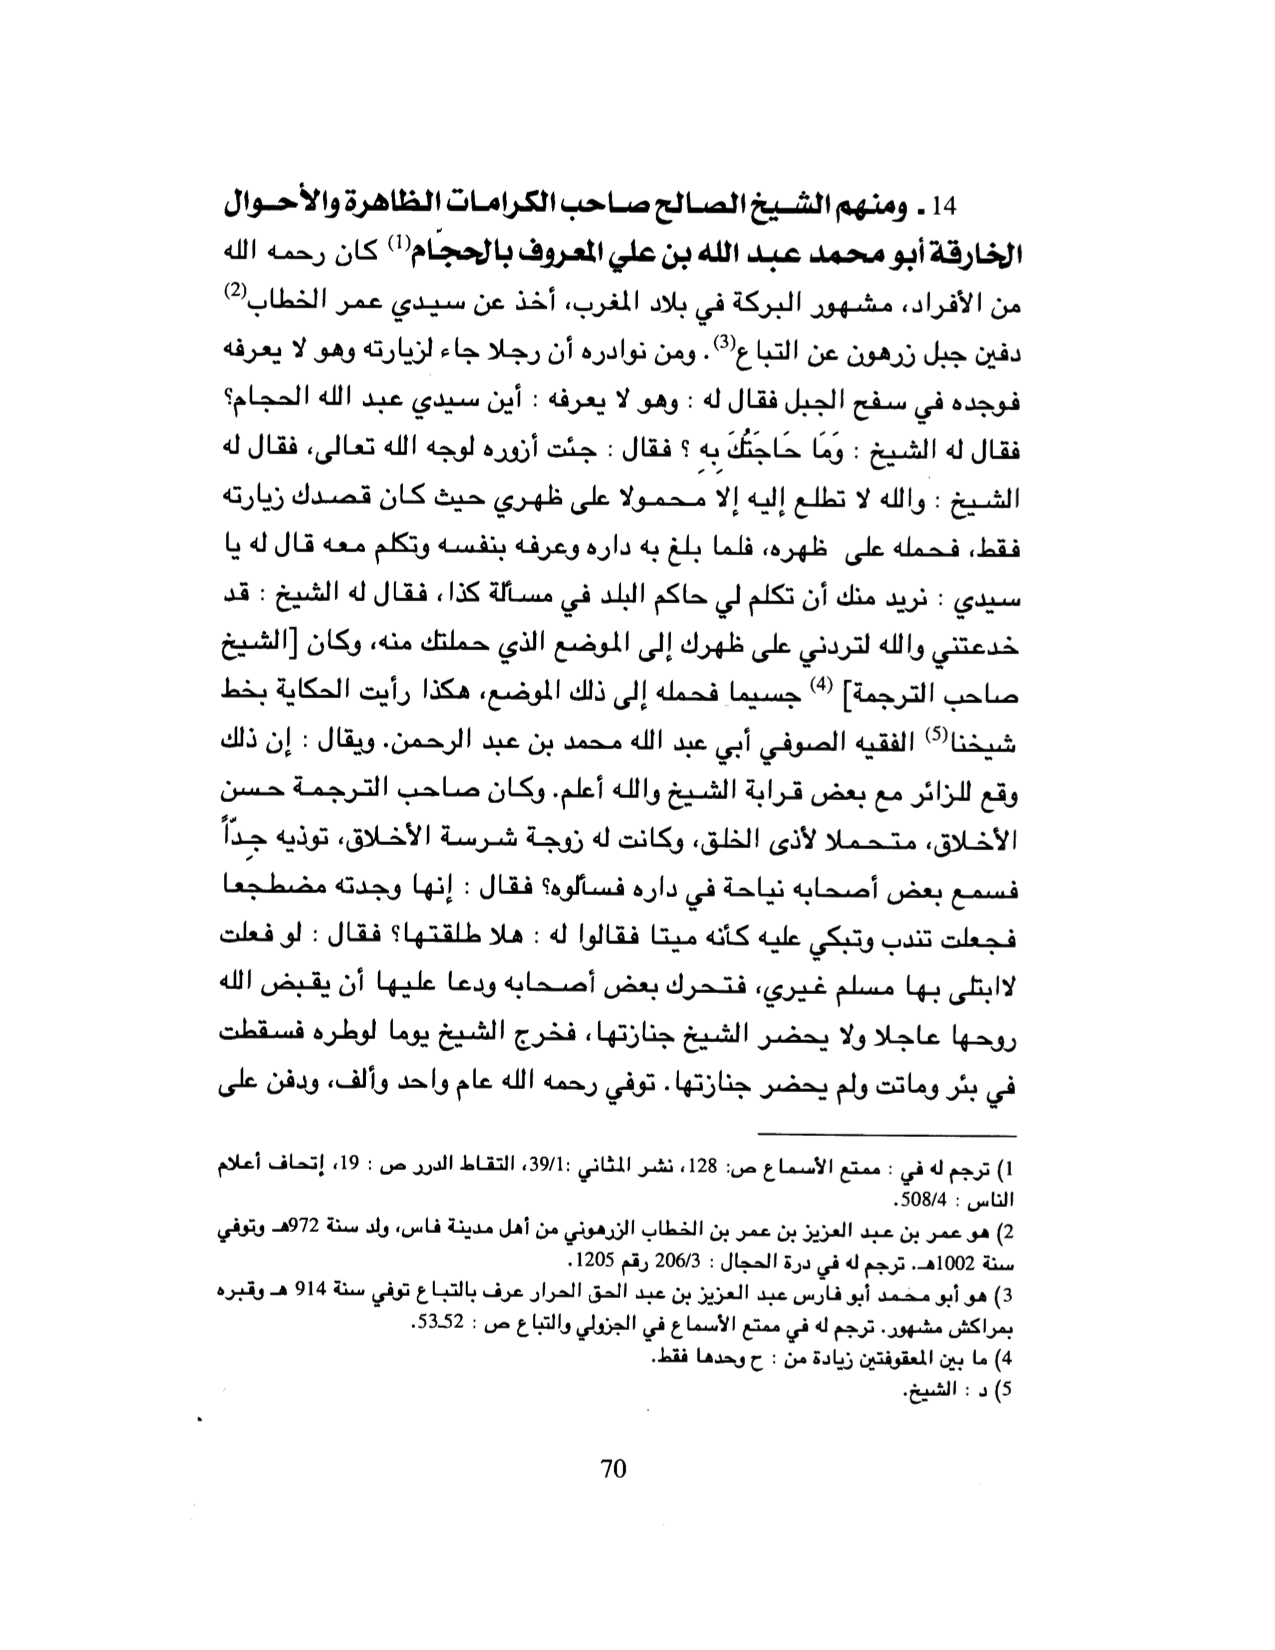 14 ـ ومنهم الشيخ الصالح صاحب الكرامات الظاهرة والأحوال
الخارقة أبو محمد عبد الله بن علي المعروف بالحجّام(1) كان رحمه الله
من الأفراد، مشهور البركة في بلاد المغرب، أخذ عن سيدي عمر الخطاب(2)
دفين جبل زرهون عن التباع(3). ومن نوادره أن رجلا جاء لزيارته وهو لا يعرفه
فوجده في سفح الجبل فقال له : وهو لا يعرفه : أين سيدي عبد الله الحجام؟
فقال له الشيخ : وَمَا حَاجَتُكَ بِهِ ؟ فقال : جئت أزوره لوجه الله تعالى، فقال له
الشيخ : والله لا تطلع إليه إلا محمولا على ظهري حيث كان قصدك زيارته
فقط، فحمله على ظهره، فلما بلغ به داره وعرفه بنفسه وتكلم معه قال له يا
سيدي : نريد منك أن تكلم لي حاكم البلد في مسألة كذا، فقال له الشيخ : قد
خدعتني والله لتردني على ظهرك إلى الموضع الذي حملتك منه، وكان [الشيخ
صاحب الترجمة] (4) جسيما فحمله إلى ذلك الموضع، هكذا رأيت الحكاية بخط
شيخنا(5) الفقيه الصوفي أبي عبد الله محمد بن عبد الرحمن. ويقال : إن ذلك
وقع للزائر مع بعض قرابة الشيخ والله أعلم. وكان صاحب الترجمة حسن
الأخلاق، متحملا لأذى الخلق، وكانت له زوجة شرسة الأخلاق، توذيه جِدّاً
فسمع بعض أصحابه نياحة في داره فسألوه؟ فقال : إنها وجدته مضطجعا
فجعلت تندب وتبكي عليه كأنه ميتا فقالوا له : هلا طلقتها؟ فقال : لو فعلت
لابتلى بها مسلم غيري، فتحرك بعض أصحابه ودعا عليها أن يقبض الله
روحها عاجلا ولا يحضر الشيخ جنازتها، فخرج الشيخ يوما لوطره فسقطت
في بئر وماتت ولم يحضر جنازتها. توفي رحمه الله عام واحد وألف، ودفن على
1) ترجم له في : ممتع الأسماع ص: 128، نشر المثاني :39/1، التقاط الدرر ص : 19، إتحاف أعلام
الناس : 508/4.
2) هو عمر بن عبد العزيز بن عمر بن الخطاب الزرهوني من أهل مدينة فاس، ولد سنة 972هـ وتوفي
سنة 1002هـ. ترجم له في درة الحجال : 206/3 رقم 1205.
3) هو أبو محمد أبو فارس عبد العزيز بن عبد الحق الحرار عرف بالتباع توفي سنة 914 هـ وقبره
بمراكش مشهور. ترجم له في ممتع الأسماع في الجزولي والتباع ص : 52ـ53.
4) ما بين المعقوفتين زيادة من : ح وحدها فقط.
5) د : الشيخ.
70